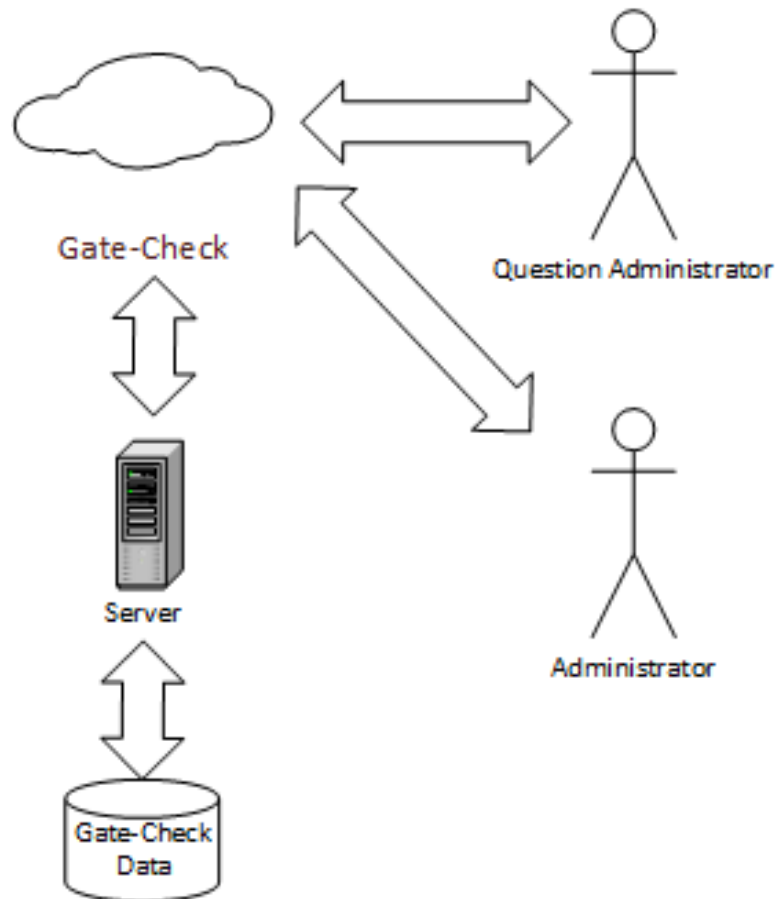 Gate-Check
Question Administrator
Server
Administrator
Gate-Check
Data